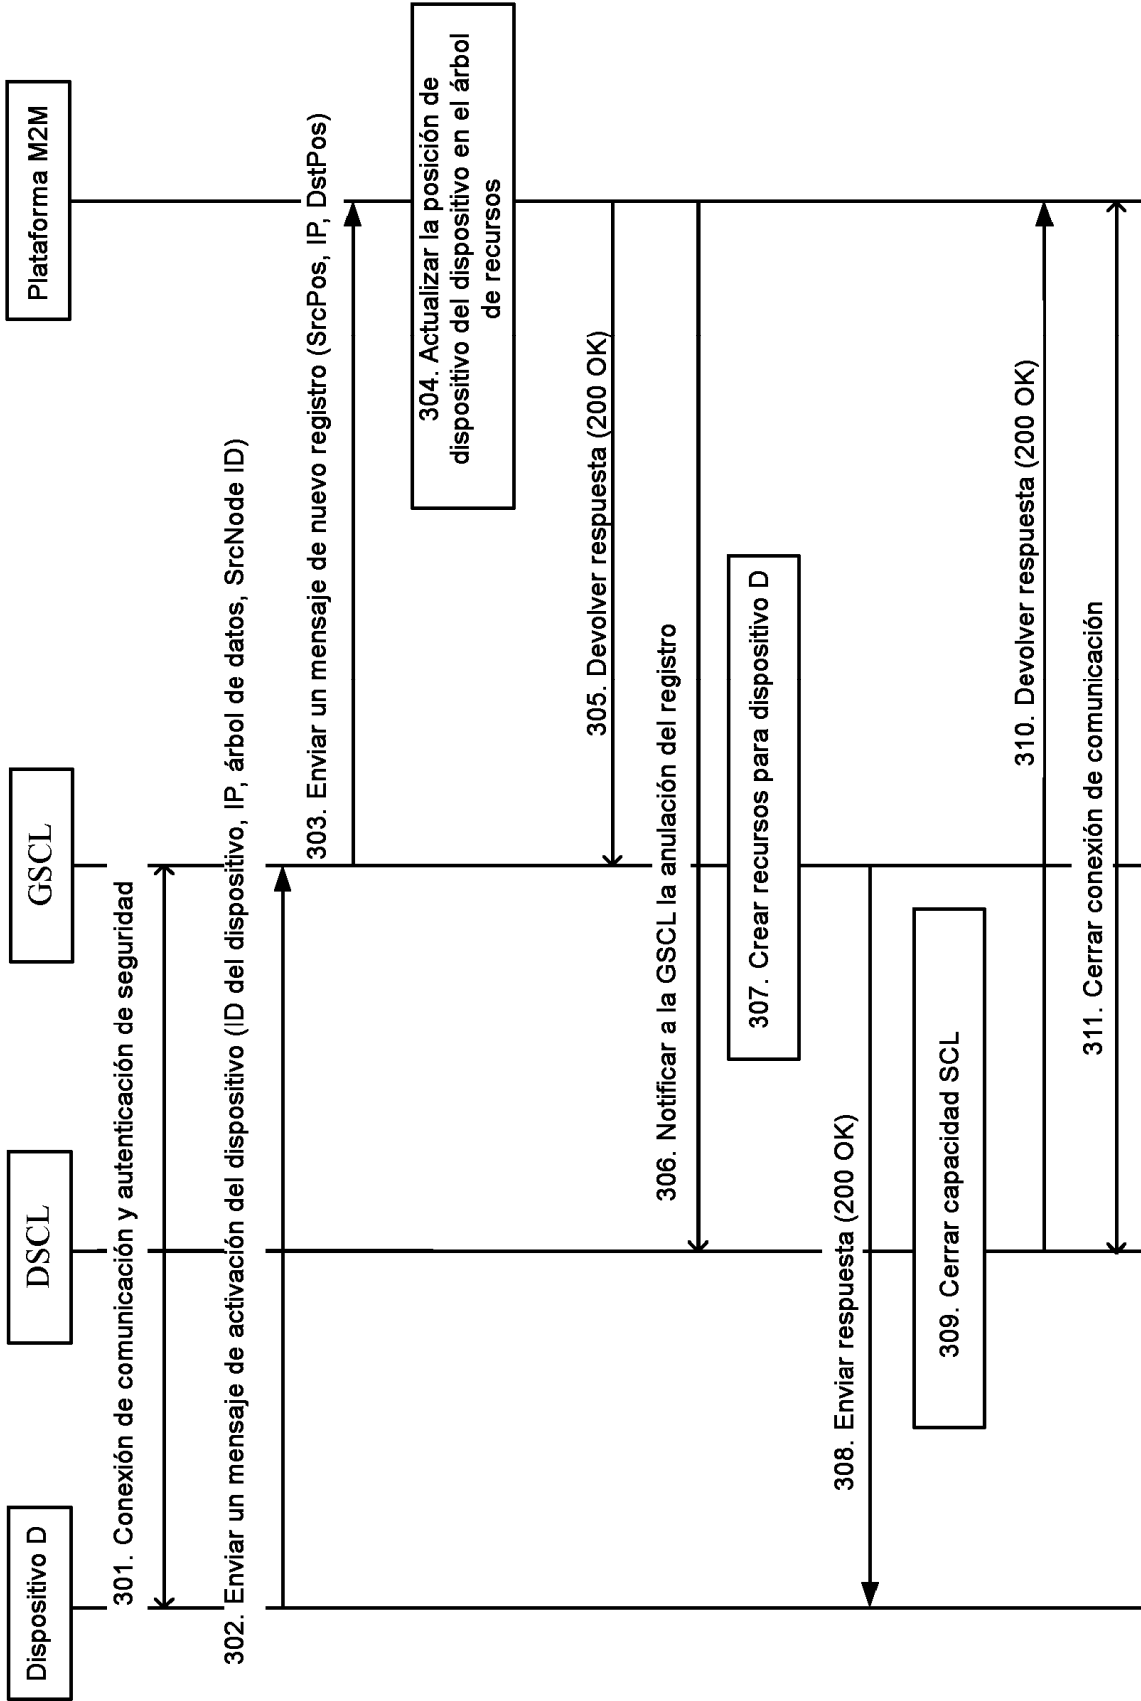 Dispositivo D
DSCL
GSCL
Plataforma M2M
301. Conexión de comunicación y autenticación de seguridad
302. Enviar un mensaje de activación del dispositivo (ID del dispositivo, IP, árbol de datos, SrcNode ID)
303. Enviar un mensaje de nuevo registro (SrcPos, IP, DstPos)
304. Actualizar la posición de
dispositivo del dispositivo en el árbol
de recursos
305. Devolver respuesta (200 OK)
306. Notificar a la GSCL la anulación del registro
307. Crear recursos para dispositivo D
308. Enviar respuesta (200 OK)
309. Cerrar capacidad SCL
310. Devolver respuesta (200 OK)
311. Cerrar conexión de comunicación